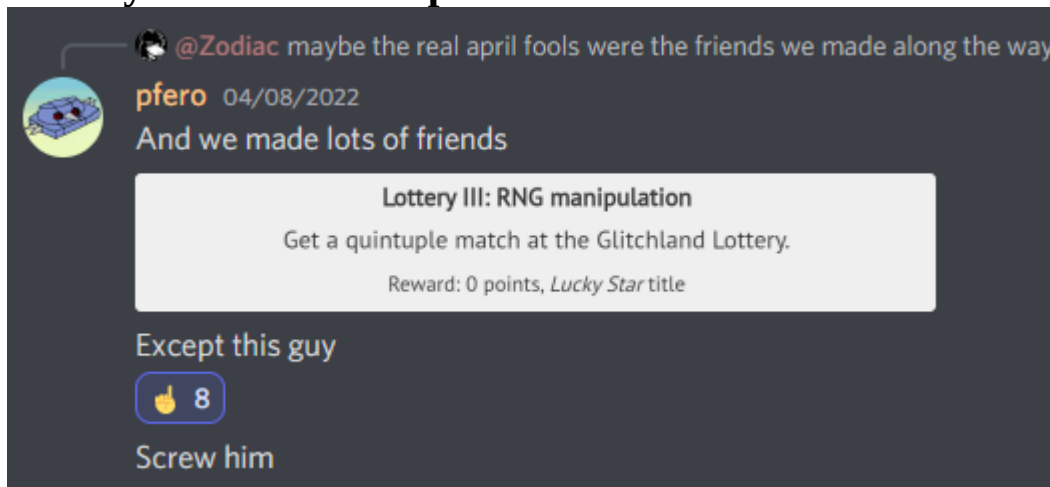 @Zodiac maybe the real april fools were the friends we made along the way
pfero 04/08/2022
And we made lots of friends
Lottery III: RNG manipulation
Get a quintuple match at the Glitchland Lottery.
Reward: 0 points, Lucky Star title
Except this guy
☝ 8
Screw him